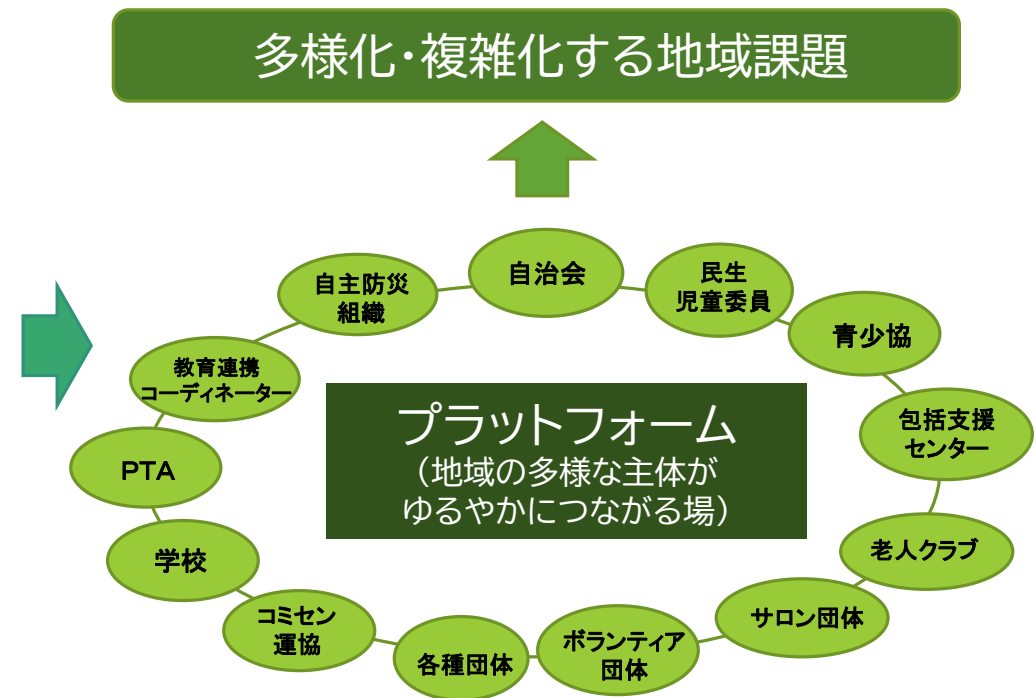 多様化・複雑化する地域課題
自治会
民生
児童委員
自主防災
組織
青少協
教育連携
コーディネーター
包括支援
センター
プラットフォーム
（地域の多様な主体が
ゆるやかにつながる場）
PTA
老人クラブ
学校
サロン団体
コミセン
運協
ボランティア
団体
各種団体